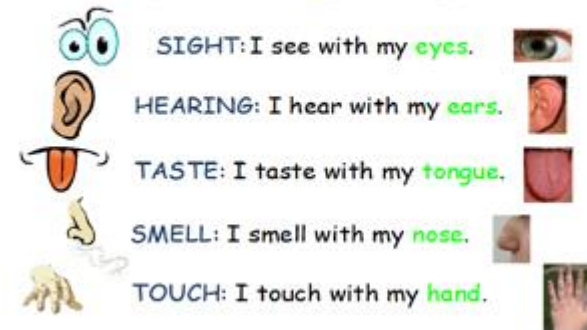 SIGHT: I see with my eyes.
HEARING: I hear with my ears.
TASTE: I taste with my tongue.
SMELL: I smell with my nose.
TOUCH: I touch with my hand.